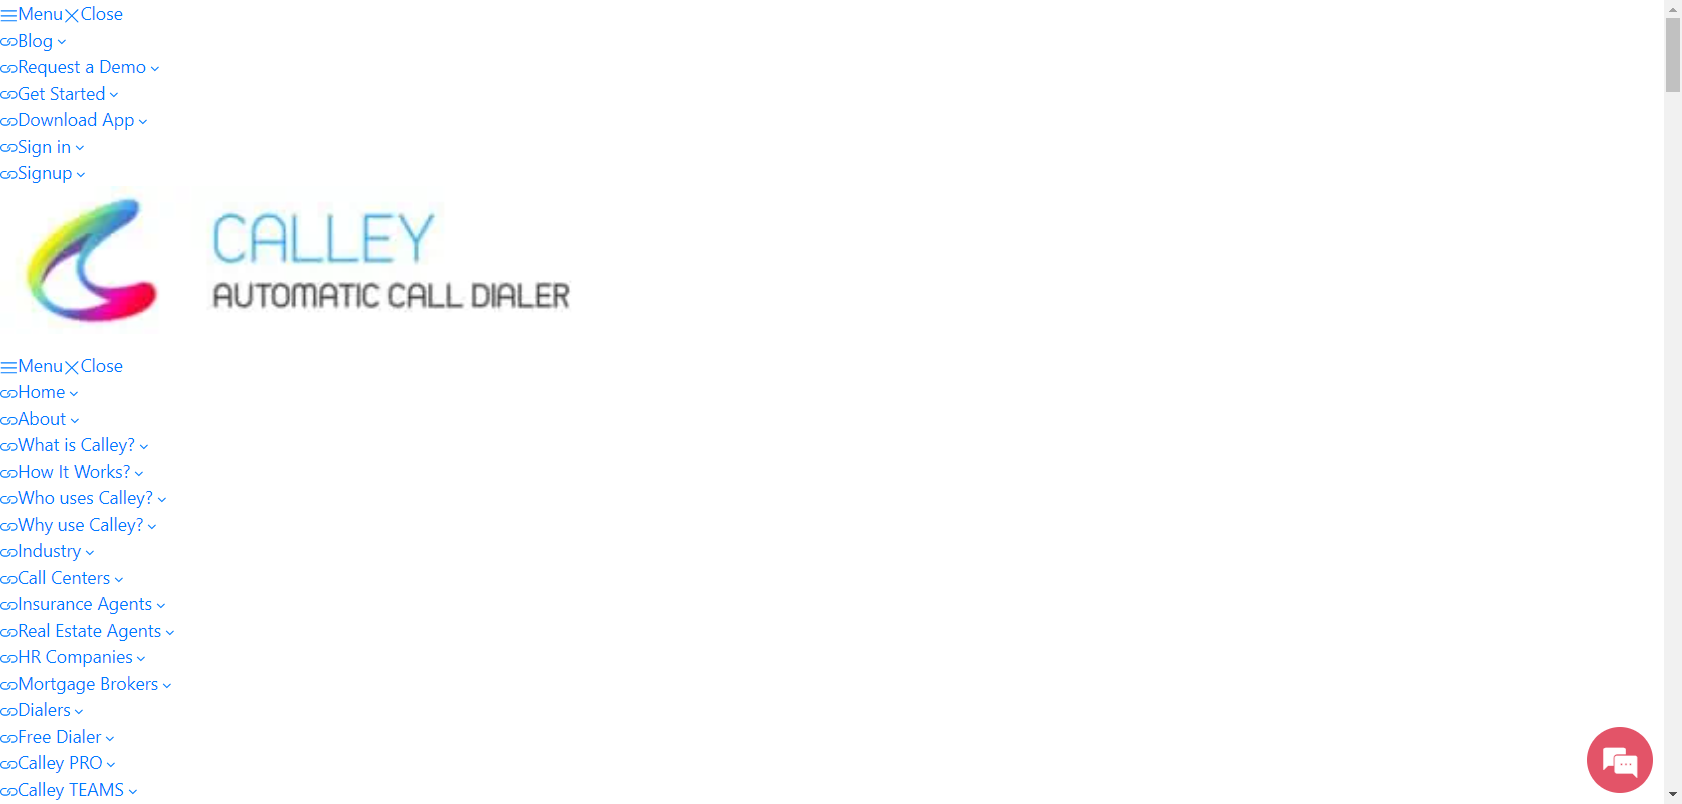 Menu Close
Blog
Request a Demo
Get Started
Download App
Sign in
Signup
CALLEY
AUTOMATIC CALL DIALER
Menu Close
Home
About
What is Calley?
How It Works?
Who uses Calley?
Why use Calley?
Industry
Call Centers
Insurance Agents
Real Estate Agents
HR Companies
Mortgage Brokers
Dialers
Free Dialer
Calley PRO
Calley TEAMS